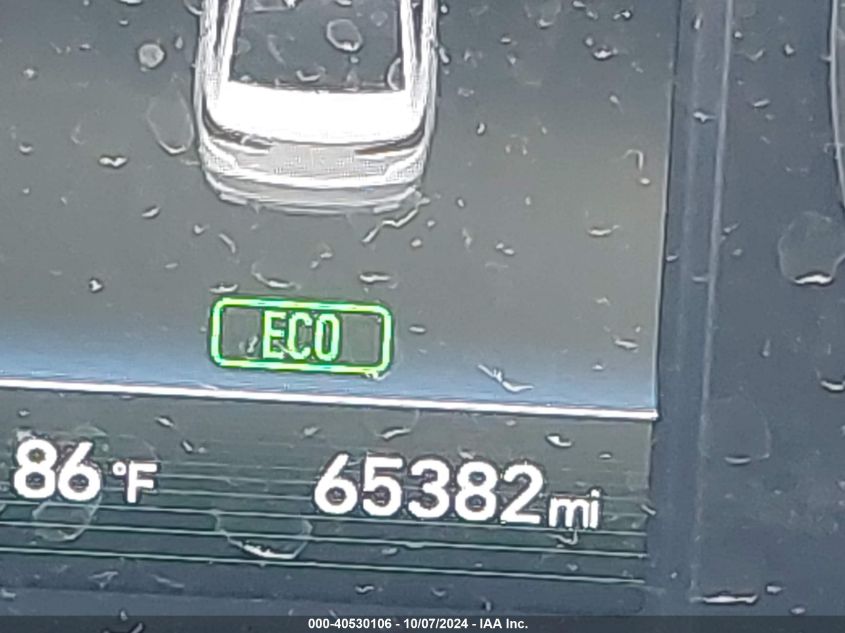 ECO
86 °F 65382 mi
000-40530106 - 10/07/2024 - IAA Inc.